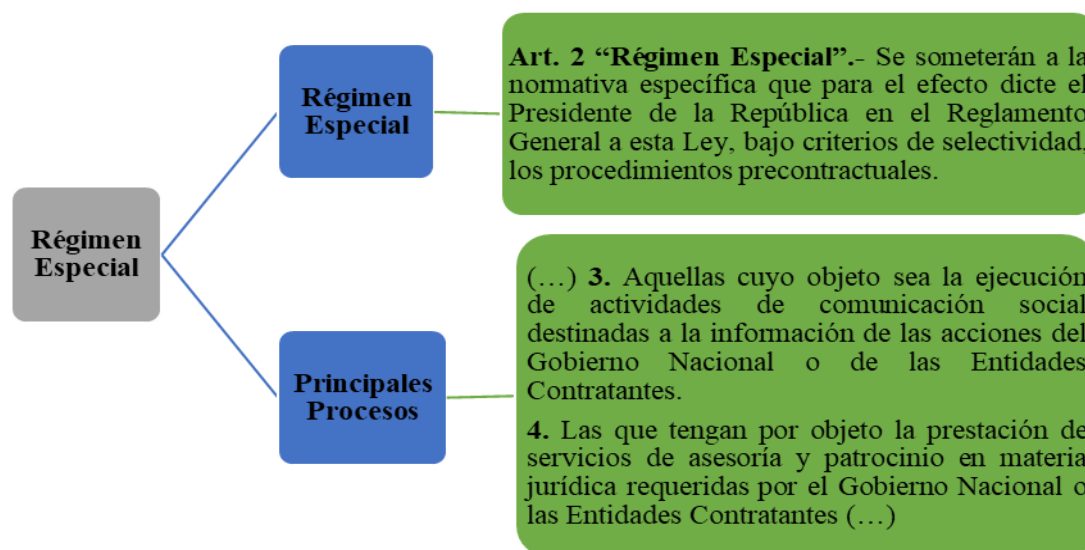 Régimen
Especial
Régimen
Especial
Art. 2 “Régimen Especial”.- Se someterán a la
normativa específica que para el efecto dicte el
Presidente de la República en el Reglamento
General a esta Ley, bajo criterios de selectividad,
los procedimientos precontractuales.
Principales
Procesos
(…) 3. Aquellas cuyo objeto sea la ejecución
de actividades de comunicación social
destinadas a la información de las acciones del
Gobierno Nacional o de las Entidades
Contratantes.
4. Las que tengan por objeto la prestación de
servicios de asesoría y patrocinio en materia
jurídica requeridas por el Gobierno Nacional o
las Entidades Contratantes (…)